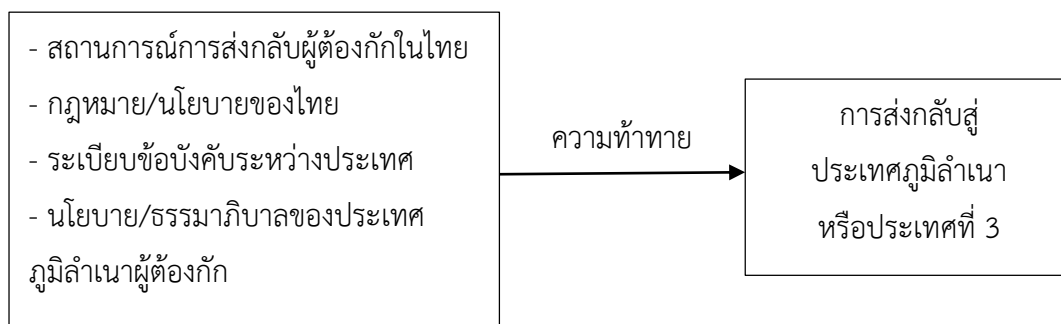 - สถานการณ์การส่งกลับผู้ต้องกักในไทย
- กฎหมาย/นโยบายของไทย
- ระเบียบข้อบังคับระหว่างประเทศ
- นโยบาย/ธรรมาภิบาลของประเทศ
ภูมิลำเนาผู้ต้องกัก
ความท้าทาย
การส่งกลับสู่
ประเทศภูมิลำเนา
หรือประเทศที่ 3